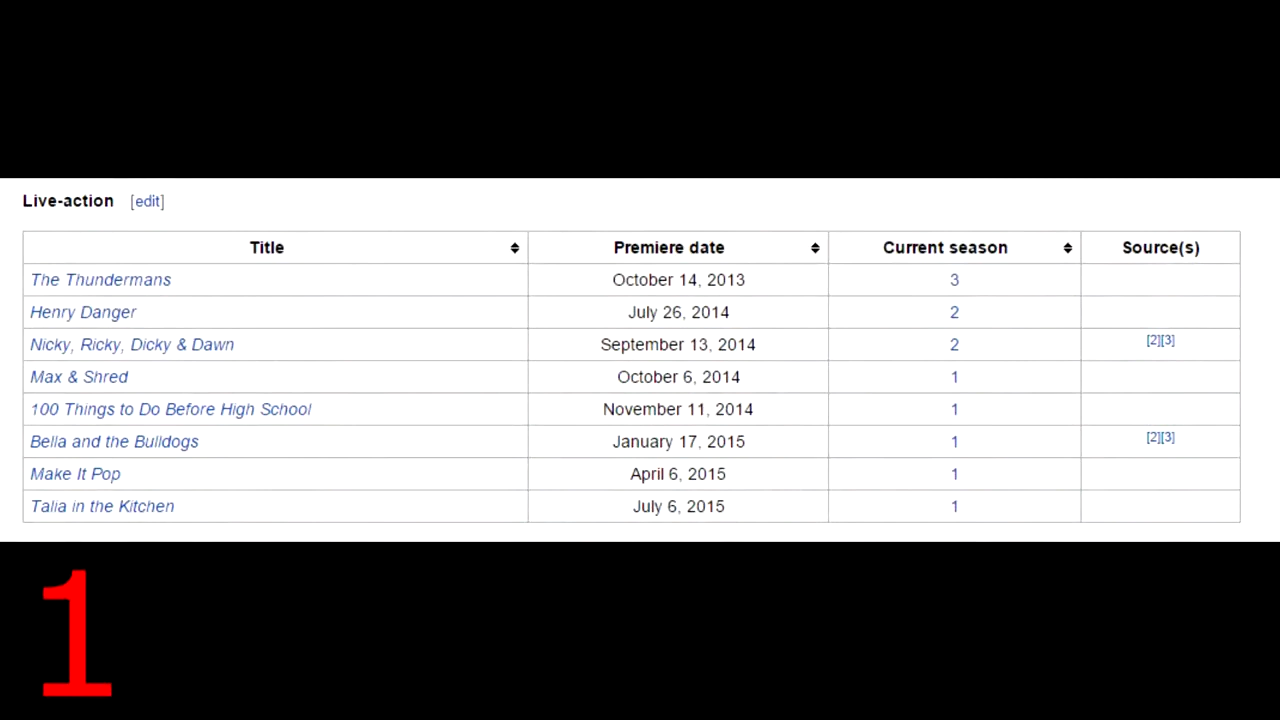 Live-action [edit]
Title Premiere date Current season Source(s)
The Thundermans October 14, 2013 3
Henry Danger July 26, 2014 2
Nicky, Ricky, Dicky & Dawn September 13, 2014 2 [2][3]
Max & Shred October 6, 2014 1
100 Things to Do Before High School November 11, 2014 1
Bella and the Bulldogs January 17, 2015 1 [2][3]
Make It Pop April 6, 2015 1
Talia in the Kitchen July 6, 2015 1
1